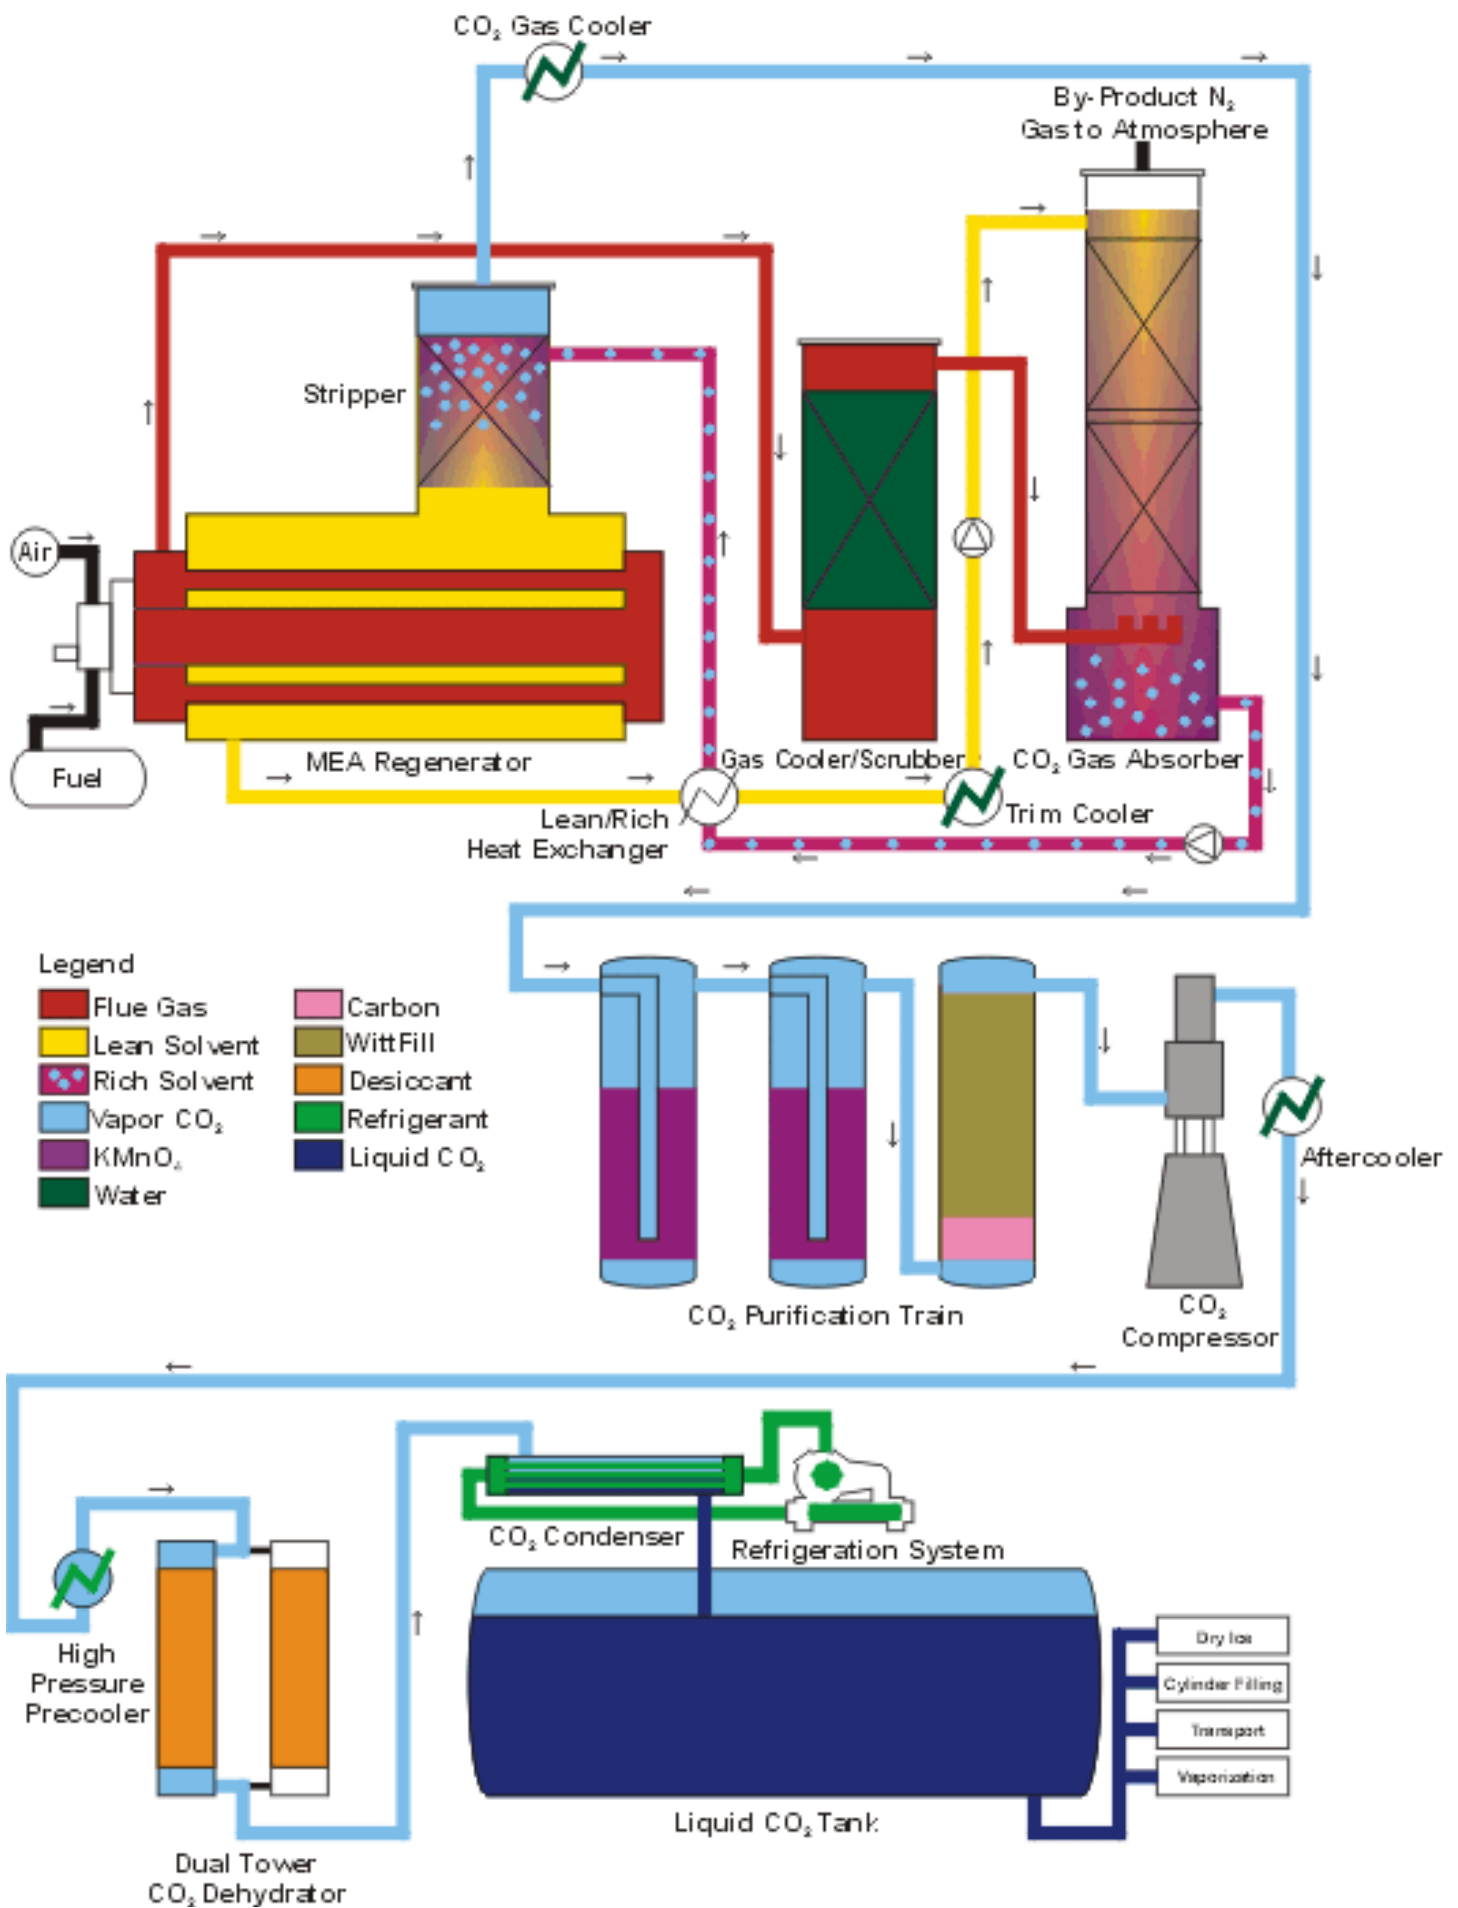 CO₂ Gas Cooler
By-Product N₂
Gas to Atmosphere
Stripper
Air
Fuel
MEA Regenerator
Gas Cooler/Scrubber
CO₂ Gas Absorber
Lean/Rich
Heat Exchanger
Trim Cooler
Legend
Flue Gas
Lean Solvent
Rich Solvent
Vapor CO₂
KMnO₄
Water
Carbon
WittFill
Desiccant
Refrigerant
Liquid CO₂
Aftercooler
CO₂ Purification Train
CO₂
Compressor
CO₂ Condenser
Refrigeration System
High
Pressure
Precooler
Dry Ice
Cylinder Filling
Transport
Vaporization
Liquid CO₂ Tank
Dual Tower
CO₂ Dehydrator